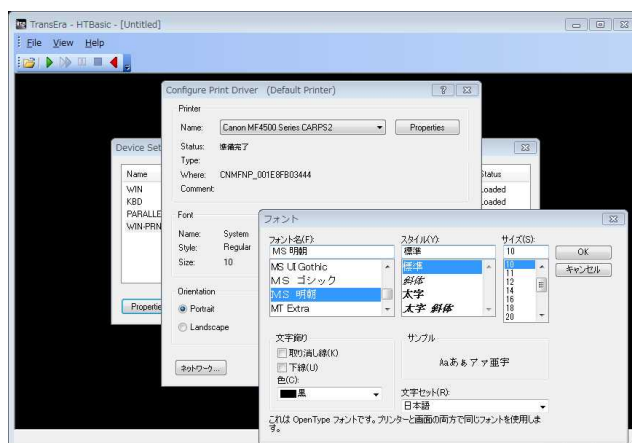 TransEra - HTBasic - [Untitled]
File View Help
Configure Print Driver (Default Printer)
Printer
Name: Canon MF4500 Series CARPS2 Properties
Status: 準備完了
Type:
Where: CNMFNP_001E8FB03444
Comment:
Device Set
Name Status
WIN Loaded
KBD Loaded
PARALLE
WIN-PRN
Properti
Font
Name: System
Style: Regular
Size: 10
Orientation
Portrait
Landscape
ネットワーク...
フォント
フォント名(F): スタイル(Y): サイズ(S):
MS 明朝 標準 10 OK
MS UI Gothic 標準 10 キャンセル
MS ゴシック 斜体 11
MS 明朝 太字 12
MT Extra 太字 斜体 14
16
18
20
文字飾り サンプル
取り消し線(K)
下線(U) Aaあぁアァ亜宇
色(C):
黒 文字セット(R):
日本語
これは OpenType フォントです。プリンターと画面の両方で同じフォントを使用しま
す。